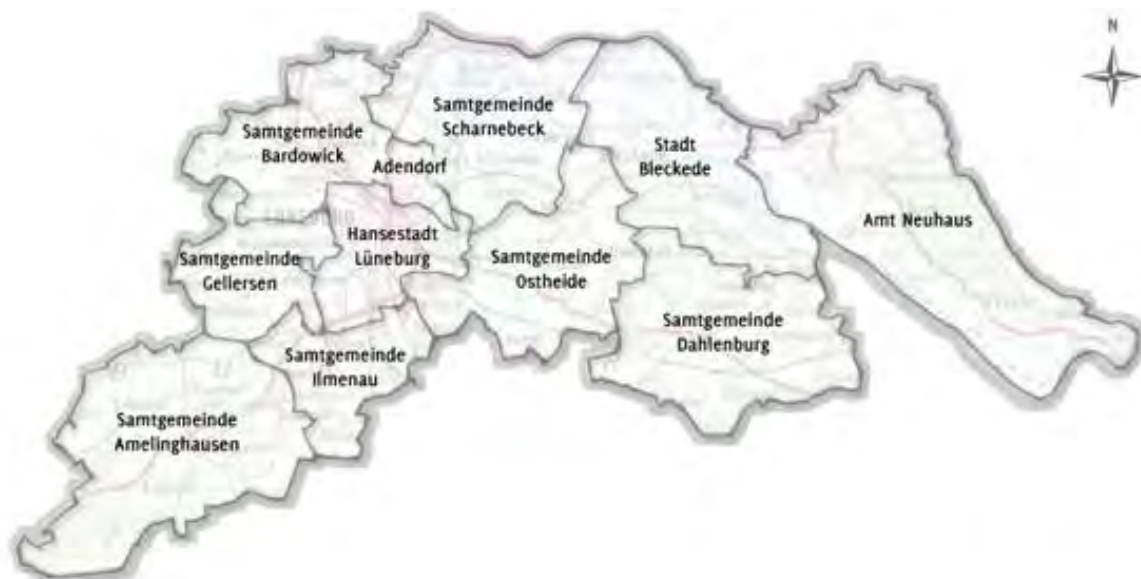 N
Samtgemeinde
Scharnebeck
Samtgemeinde
Bardowick
Adendorf
Stadt
Bleckede
Amt Neuhaus
Hansestadt
Lüneburg
Samtgemeinde
Gellersen
Samtgemeinde
Ostheide
Samtgemeinde
Dahlenburg
Samtgemeinde
Ilmenau
Samtgemeinde
Amelinghausen